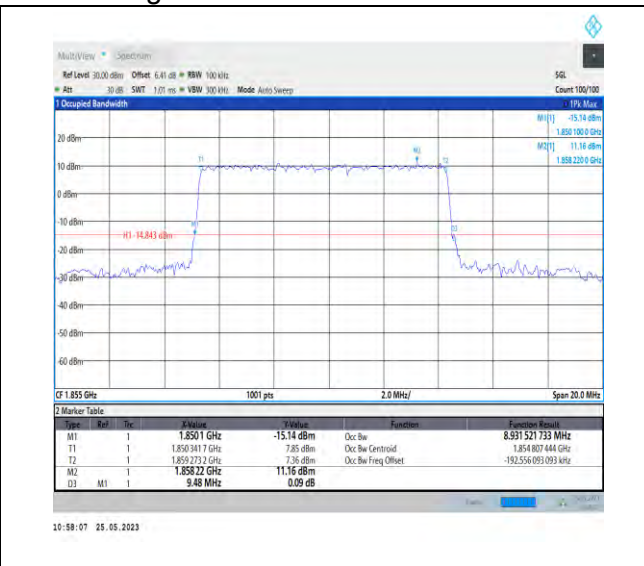 MultiView Spectrum
Ref Level 30.00 dBm Offset 6.41 dB RBW 100 kHz SGL
Att 30 dB SWT 1.01 ms VBW 300 kHz Mode Auto Sweep Count 100/100
1 Occupied Bandwidth 1Pk Max
M1[1] -15.14 dBm
1.850 100 0 GHz
M2[1] 11.16 dBm
1.858 220 0 GHz
20 dBm
M2
T1 T2
10 dBm
0 dBm
-10 dBm
M1
H1 -14.843 dBm
D3
-20 dBm
-30 dBm
-40 dBm
-50 dBm
-60 dBm
CF 1.855 GHz 1001 pts 2.0 MHz/ Span 20.0 MHz
2 Marker Table
Type Ref Trc X-Value Y-Value Function Function Result
M1 1 1.8501 GHz -15.14 dBm Occ Bw 8.931 521 733 MHz
T1 1 1.850 341 7 GHz 7.85 dBm Occ Bw Centroid 1.854 807 444 GHz
T2 1 1.859 273 2 GHz 7.36 dBm Occ Bw Freq Offset -192.556 093 093 kHz
M2 1 1.858 22 GHz 11.16 dBm
D3 M1 1 9.48 MHz 0.09 dB
10:58:07 25.05.2023